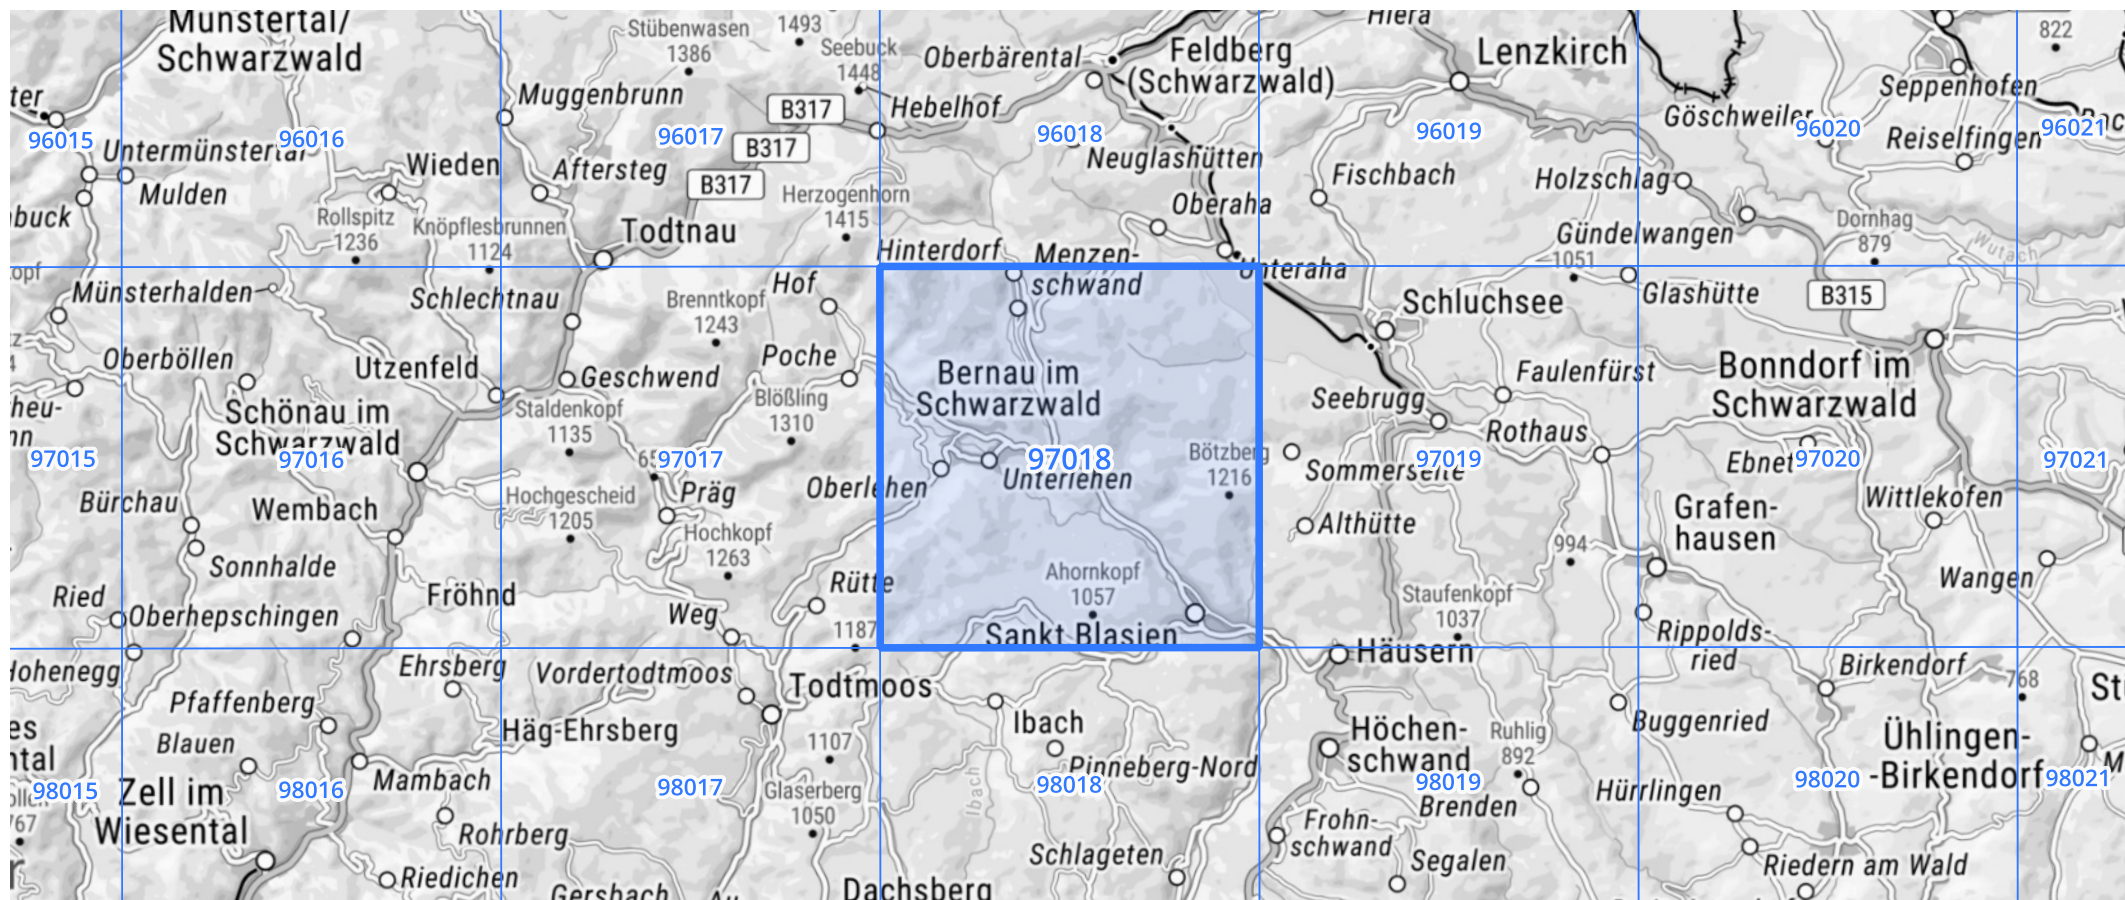 Münstertal/
Schwarzwald
Stübenwasen
1386
1493
Seebuck
1448
Oberbärental
Feldberg
(Schwarzwald)
Lenzkirch
822
Seppenhofen
Muggenbrunn
B317
Hebelhof
Göschweiler
96015
96016
96017
96018
96019
96020
96021
Untermünstertal
Wieden
Aftersteg
B317
B317
Neuglashütten
Reiselfingen
Mulden
Herzogenhorn
1415
Fischbach
Holzschlag
Oberaha
Rollspitz
1236
Knöpflesbrunnen
1124
Todtnau
Hinterdorf
Menzen-
schwand
Unteraha
Gündelwangen
1051
Dornhag
879
Wutach
Münsterhalden
Schlechtnau
Brenntkopf
1243
Hof
Schluchsee
Glashütte
B315
Oberböllen
Utzenfeld
Geschwend
Poche
Bernau im
Schwarzwald
Faulenfürst
Bonndorf im
Schwarzwald
Schönau im
Schwarzwald
Staldenkopf
1135
Blößling
1310
Seebrugg
Rothaus
97015
97016
97017
97018
97019
97020
97021
Bötzberg
1216
Sommerseite
Ebnet
Bürchau
Wembach
Hochgescheid
1205
Präg
Oberlehen
Unterlehen
Wittlekofen
Hochkopf
1263
Althütte
994
Grafen-
hausen
Sonnhalde
Ried
Oberhepschingen
Fröhnd
Weg
Rütte
1187
Ahornkopf
1057
Sankt Blasien
Staufenkopf
1037
Wangen
Rippolds-
ried
Häusern
Hohenegg
Ehrsberg
Vordertodtmoos
Todtmoos
Birkendorf
768
Pfaffenberg
Blauen
Häg-Ehrsberg
1107
Ibach
Höchen-
schwand
Ruhlig
892
Buggenried
Ühlingen-
-Birkendorf
98015
98016
98017
98018
98019
98020
98021
Zell im
Wiesental
Mambach
Glaserberg
1050
Ibach
Pinneberg-Nord
Brenden
Hürrlingen
Rohrberg
Frohn-
schwand
Schlageten
Segalen
Riedern am Wald
Riedichen
Gersbach
Au
Dachsberg